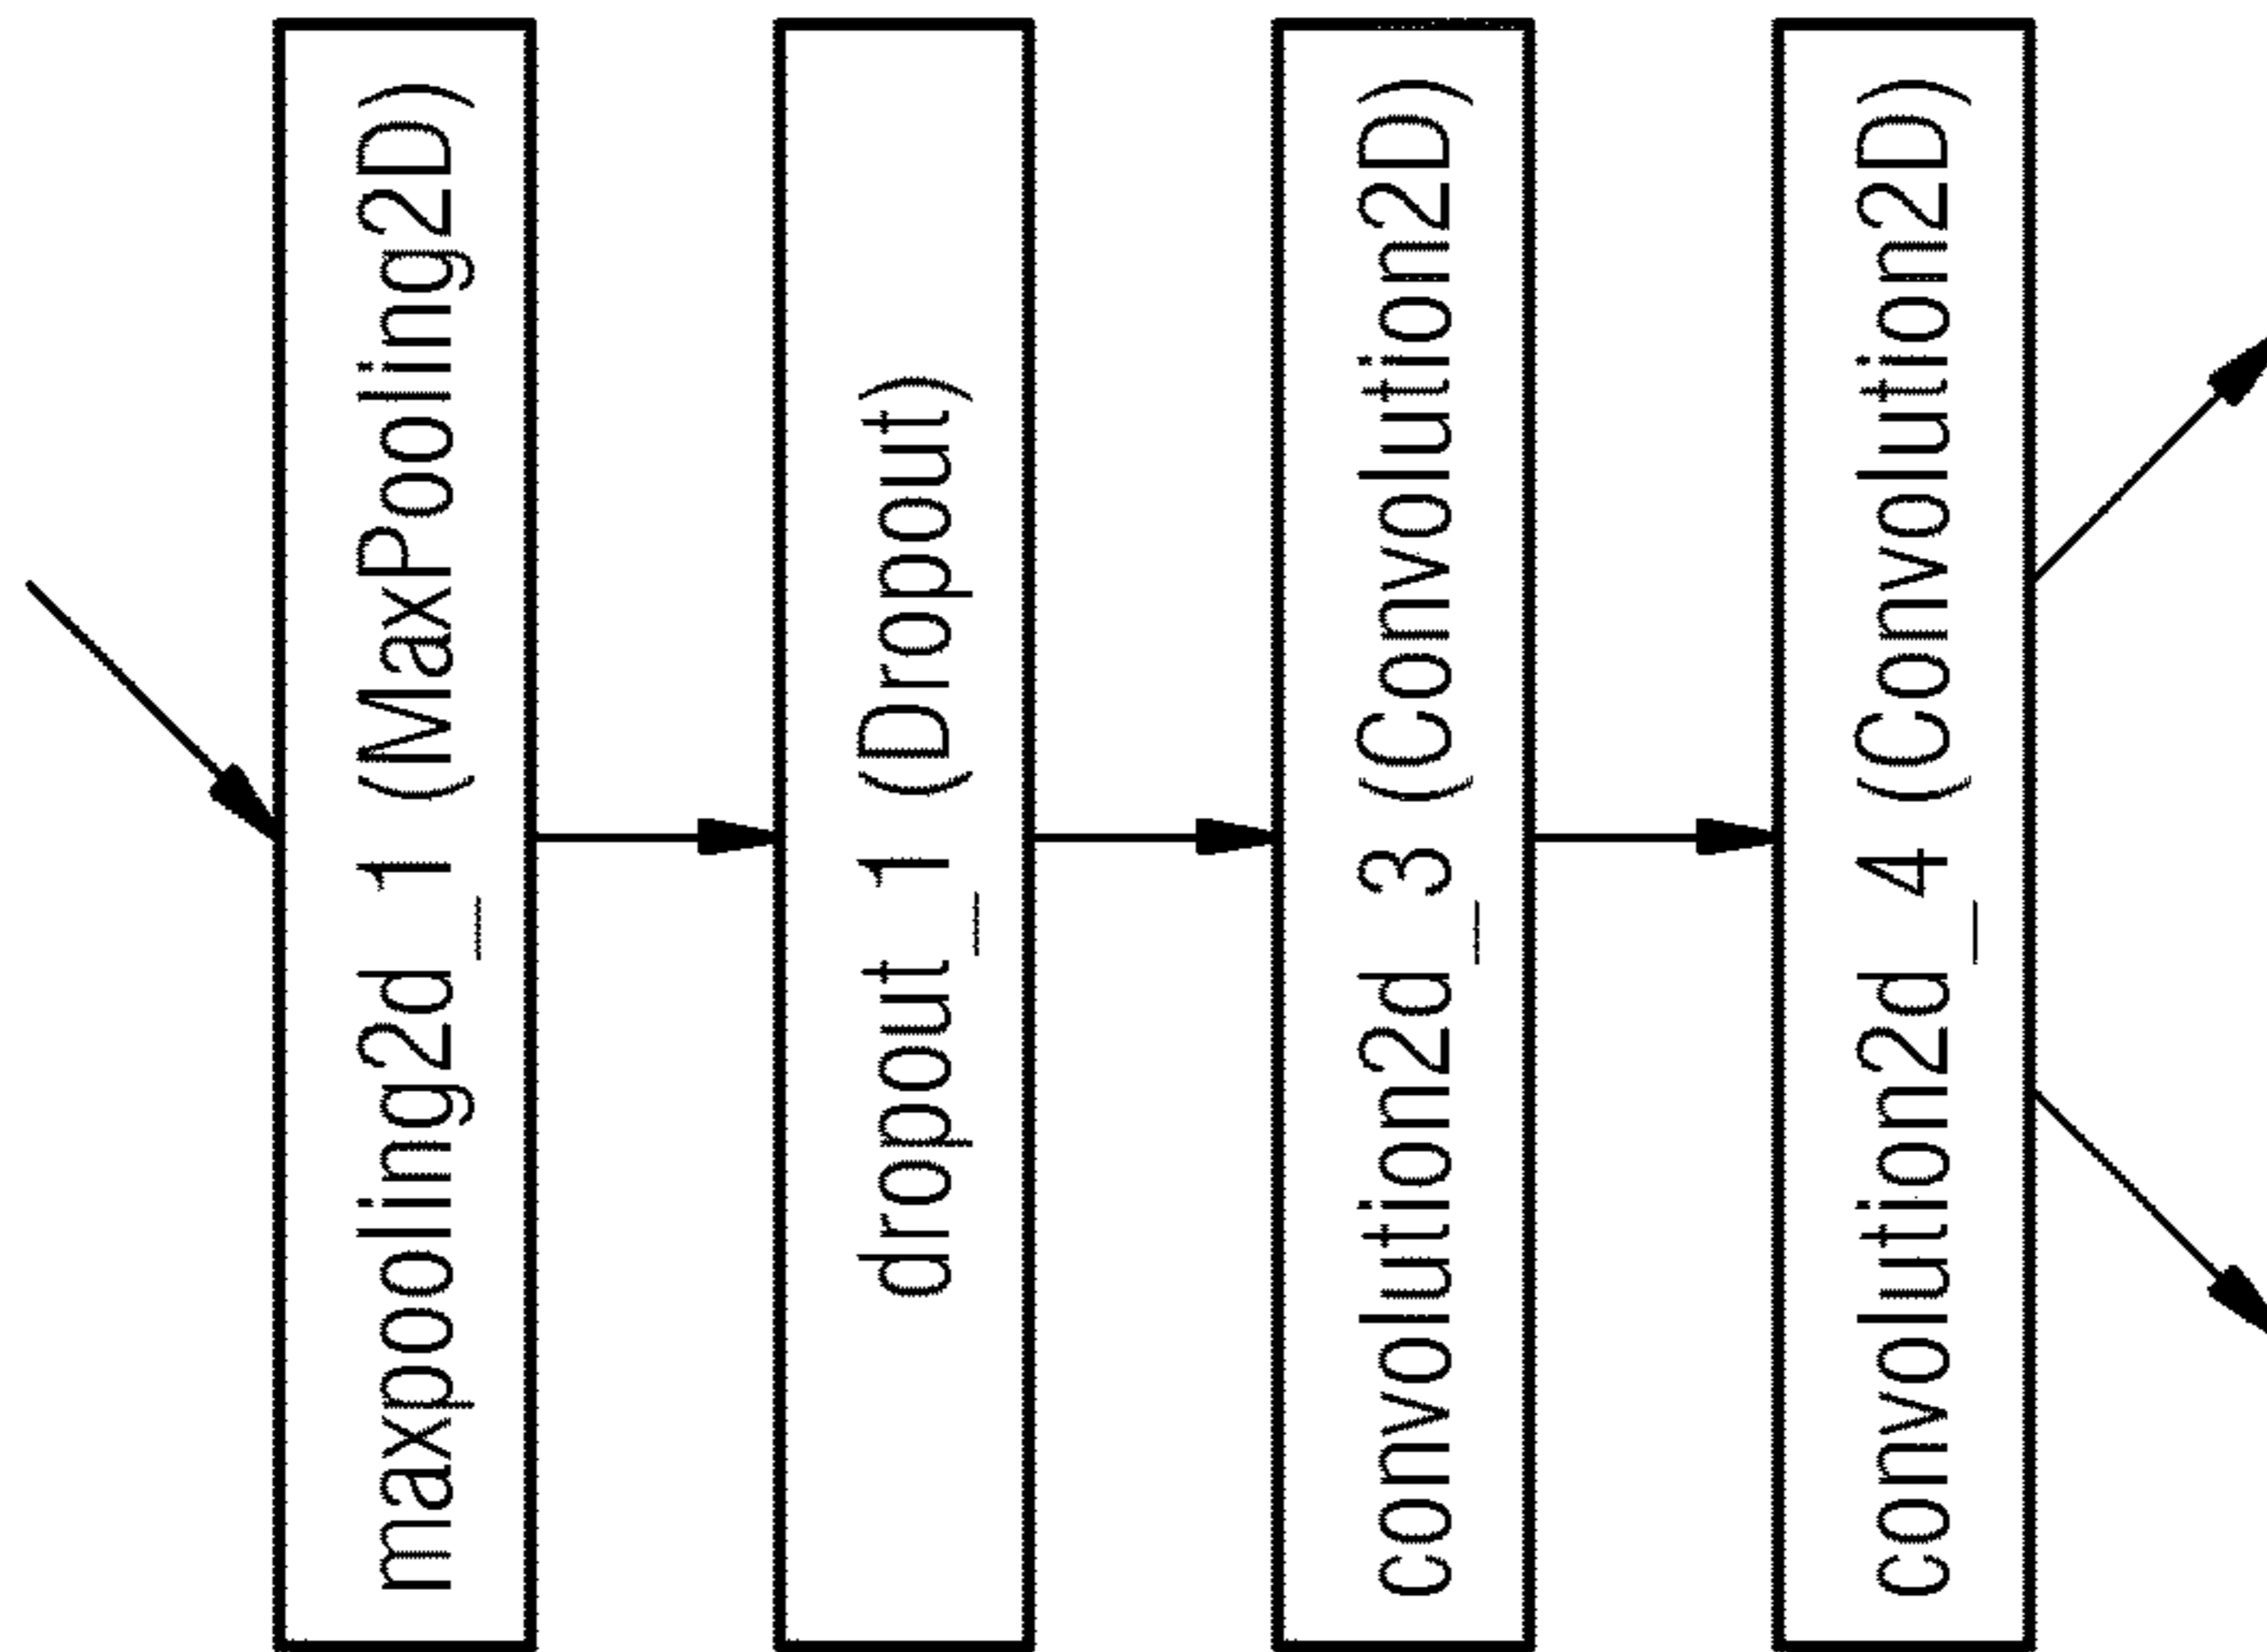 maxpooling2d_1 (MaxPooling2D)
dropout_1 (Dropout)
convolution2d_3 (Convolution2D)
convolution2d_4 (Convolution2D)